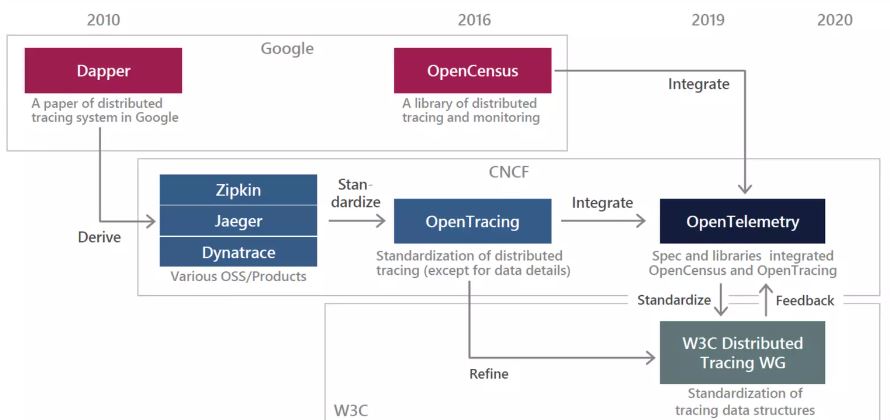 2010
2016
2019
2020
Google
Dapper
A paper of distributed
tracing system in Google
OpenCensus
A library of distributed
tracing and monitoring
Integrate
CNCF
Derive
Zipkin
Jaeger
Dynatrace
Various OSS/Products
Stan-
dardize
OpenTracing
Standardization of distributed
tracing (except for data details)
Integrate
OpenTelemetry
Spec and libraries integrated
OpenCensus and OpenTracing
Standardize
Feedback
Refine
W3C Distributed
Tracing WG
Standardization of
tracing data structures
W3C